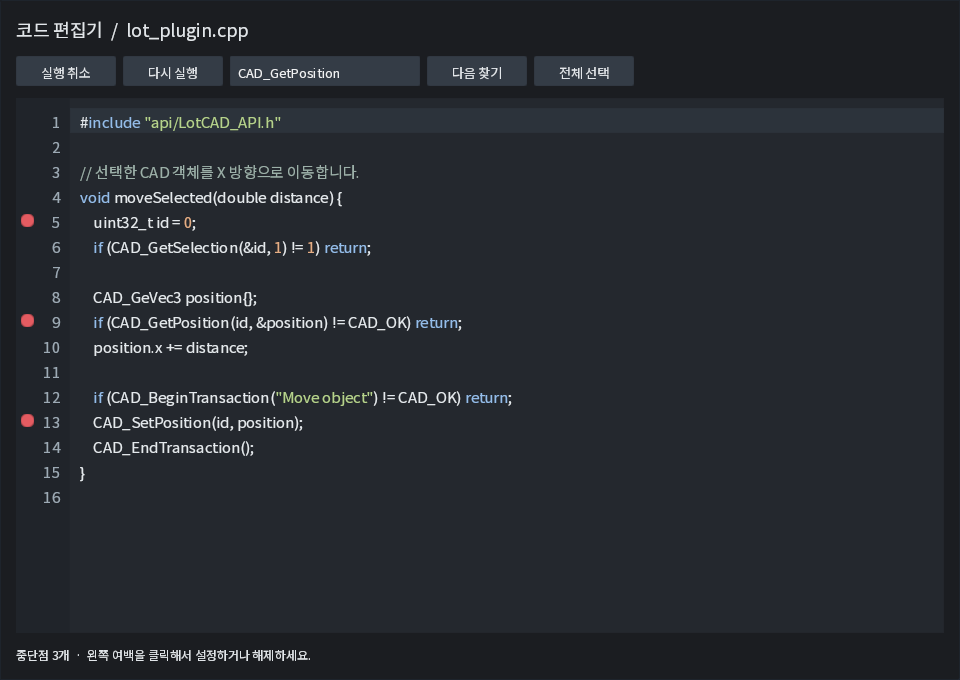 코드 편집기 / lot_plugin.cpp
실행 취소 다시 실행 CAD_GetPosition 다음 찾기 전체 선택
1 #include "api/LotCAD_API.h"
2
3 // 선택한 CAD 객체를 X 방향으로 이동합니다.
4 void moveSelected(double distance) {
5 uint32_t id = 0;
6 if (CAD_GetSelection(&id, 1) != 1) return;
7
8 CAD_GeVec3 position{};
9 if (CAD_GetPosition(id, &position) != CAD_OK) return;
10 position.x += distance;
11
12 if (CAD_BeginTransaction("Move object") != CAD_OK) return;
13 CAD_SetPosition(id, position);
14 CAD_EndTransaction();
15 }
16
중단점 3개 · 왼쪽 여백을 클릭해서 설정하거나 해제하세요.